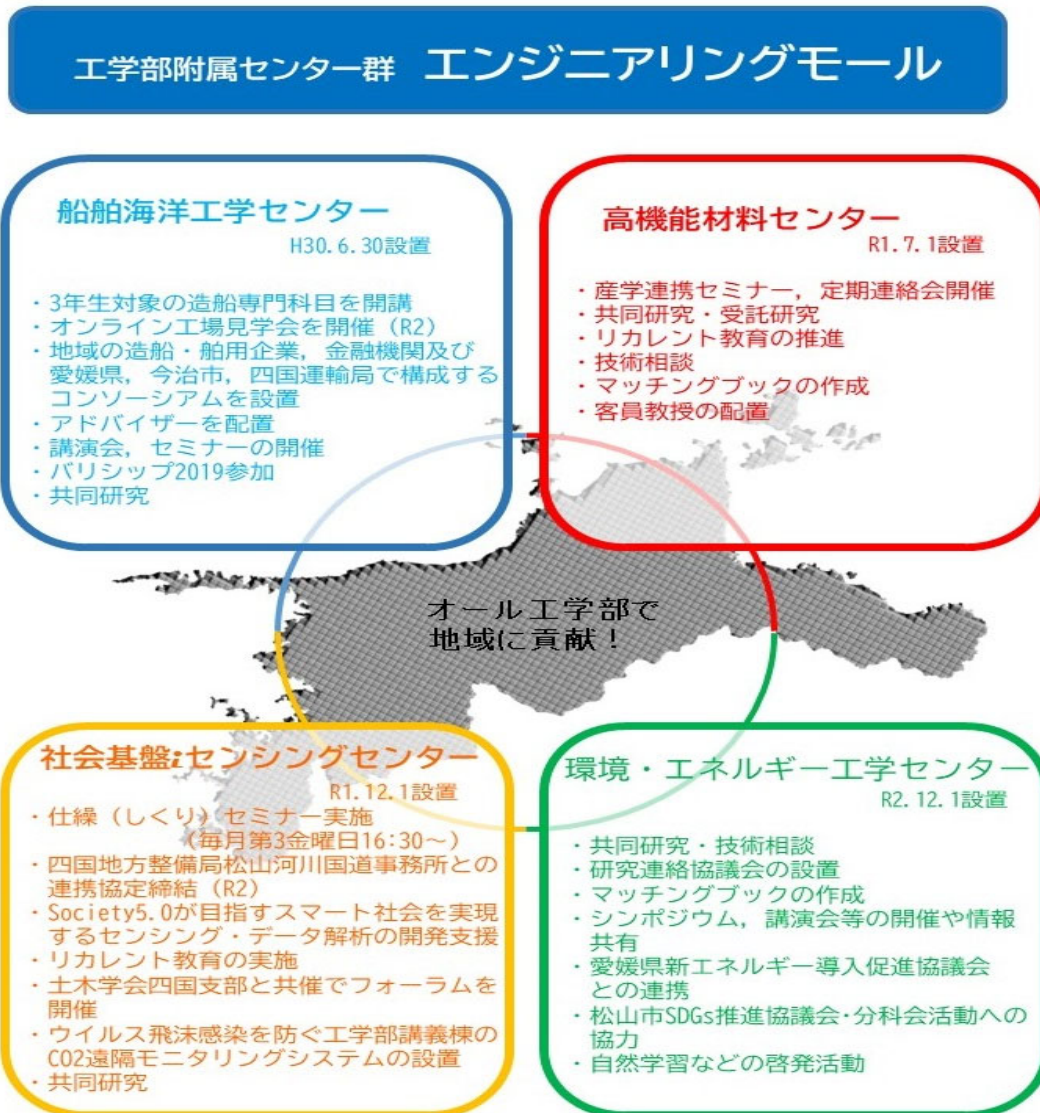 工学部附属センター群 エンジニアリングモール
船舶海洋工学センター
H30.6.30設置
・3年生対象の造船専門科目を開講
・オンライン工場見学会を開催（R2）
・地域の造船・舶用企業，金融機関及び
愛媛県，今治市，四国運輸局で構成する
コンソーシアムを設置
・アドバイザーを配置
・講演会，セミナーの開催
・バリシップ2019参加
・共同研究
高機能材料センター
R1.7.1設置
・産学連携セミナー，定期連絡会開催
・共同研究・受託研究
・リカレント教育の推進
・技術相談
・マッチングブックの作成
・客員教授の配置
オール工学部で
地域に貢献！
社会基盤iセンシングセンター
R1.12.1設置
・仕繰（しくり）セミナー実施
（毎月第3金曜日16:30～）
・四国地方整備局松山河川国道事務所との
連携協定締結（R2）
・Society5.0が目指すスマート社会を実現
するセンシング・データ解析の開発支援
・リカレント教育の実施
・土木学会四国支部と共催でフォーラムを
開催
・ウイルス飛沫感染を防ぐ工学部講義棟の
CO2遠隔モニタリングシステムの設置
・共同研究
環境・エネルギー工学センター
R2.12.1設置
・共同研究・技術相談
・研究連絡協議会の設置
・マッチングブックの作成
・シンポジウム，講演会等の開催や情報
共有
・愛媛県新エネルギー導入促進協議会
との連携
・松山市SDGs推進協議会・分科会活動への
協力
・自然学習などの啓発活動